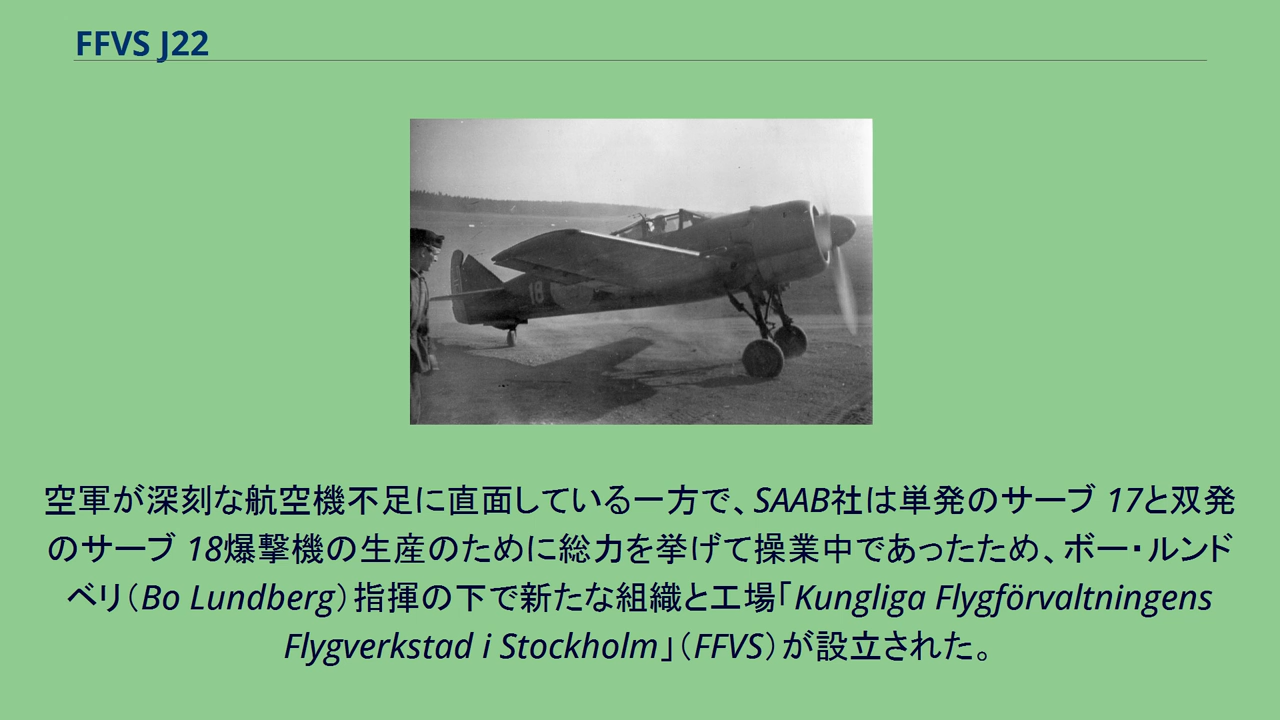 FFVS J22
18
空軍が深刻な航空機不足に直面している一方で、SAAB社は単発のサーブ 17と双発
のサーブ 18爆撃機の生産のために総力を挙げて操業中であったため、ボー・ルンド
ベリ（Bo Lundberg）指揮の下で新たな組織と工場「Kungliga Flygförvaltningens
Flygverkstad i Stockholm」（FFVS）が設立された。